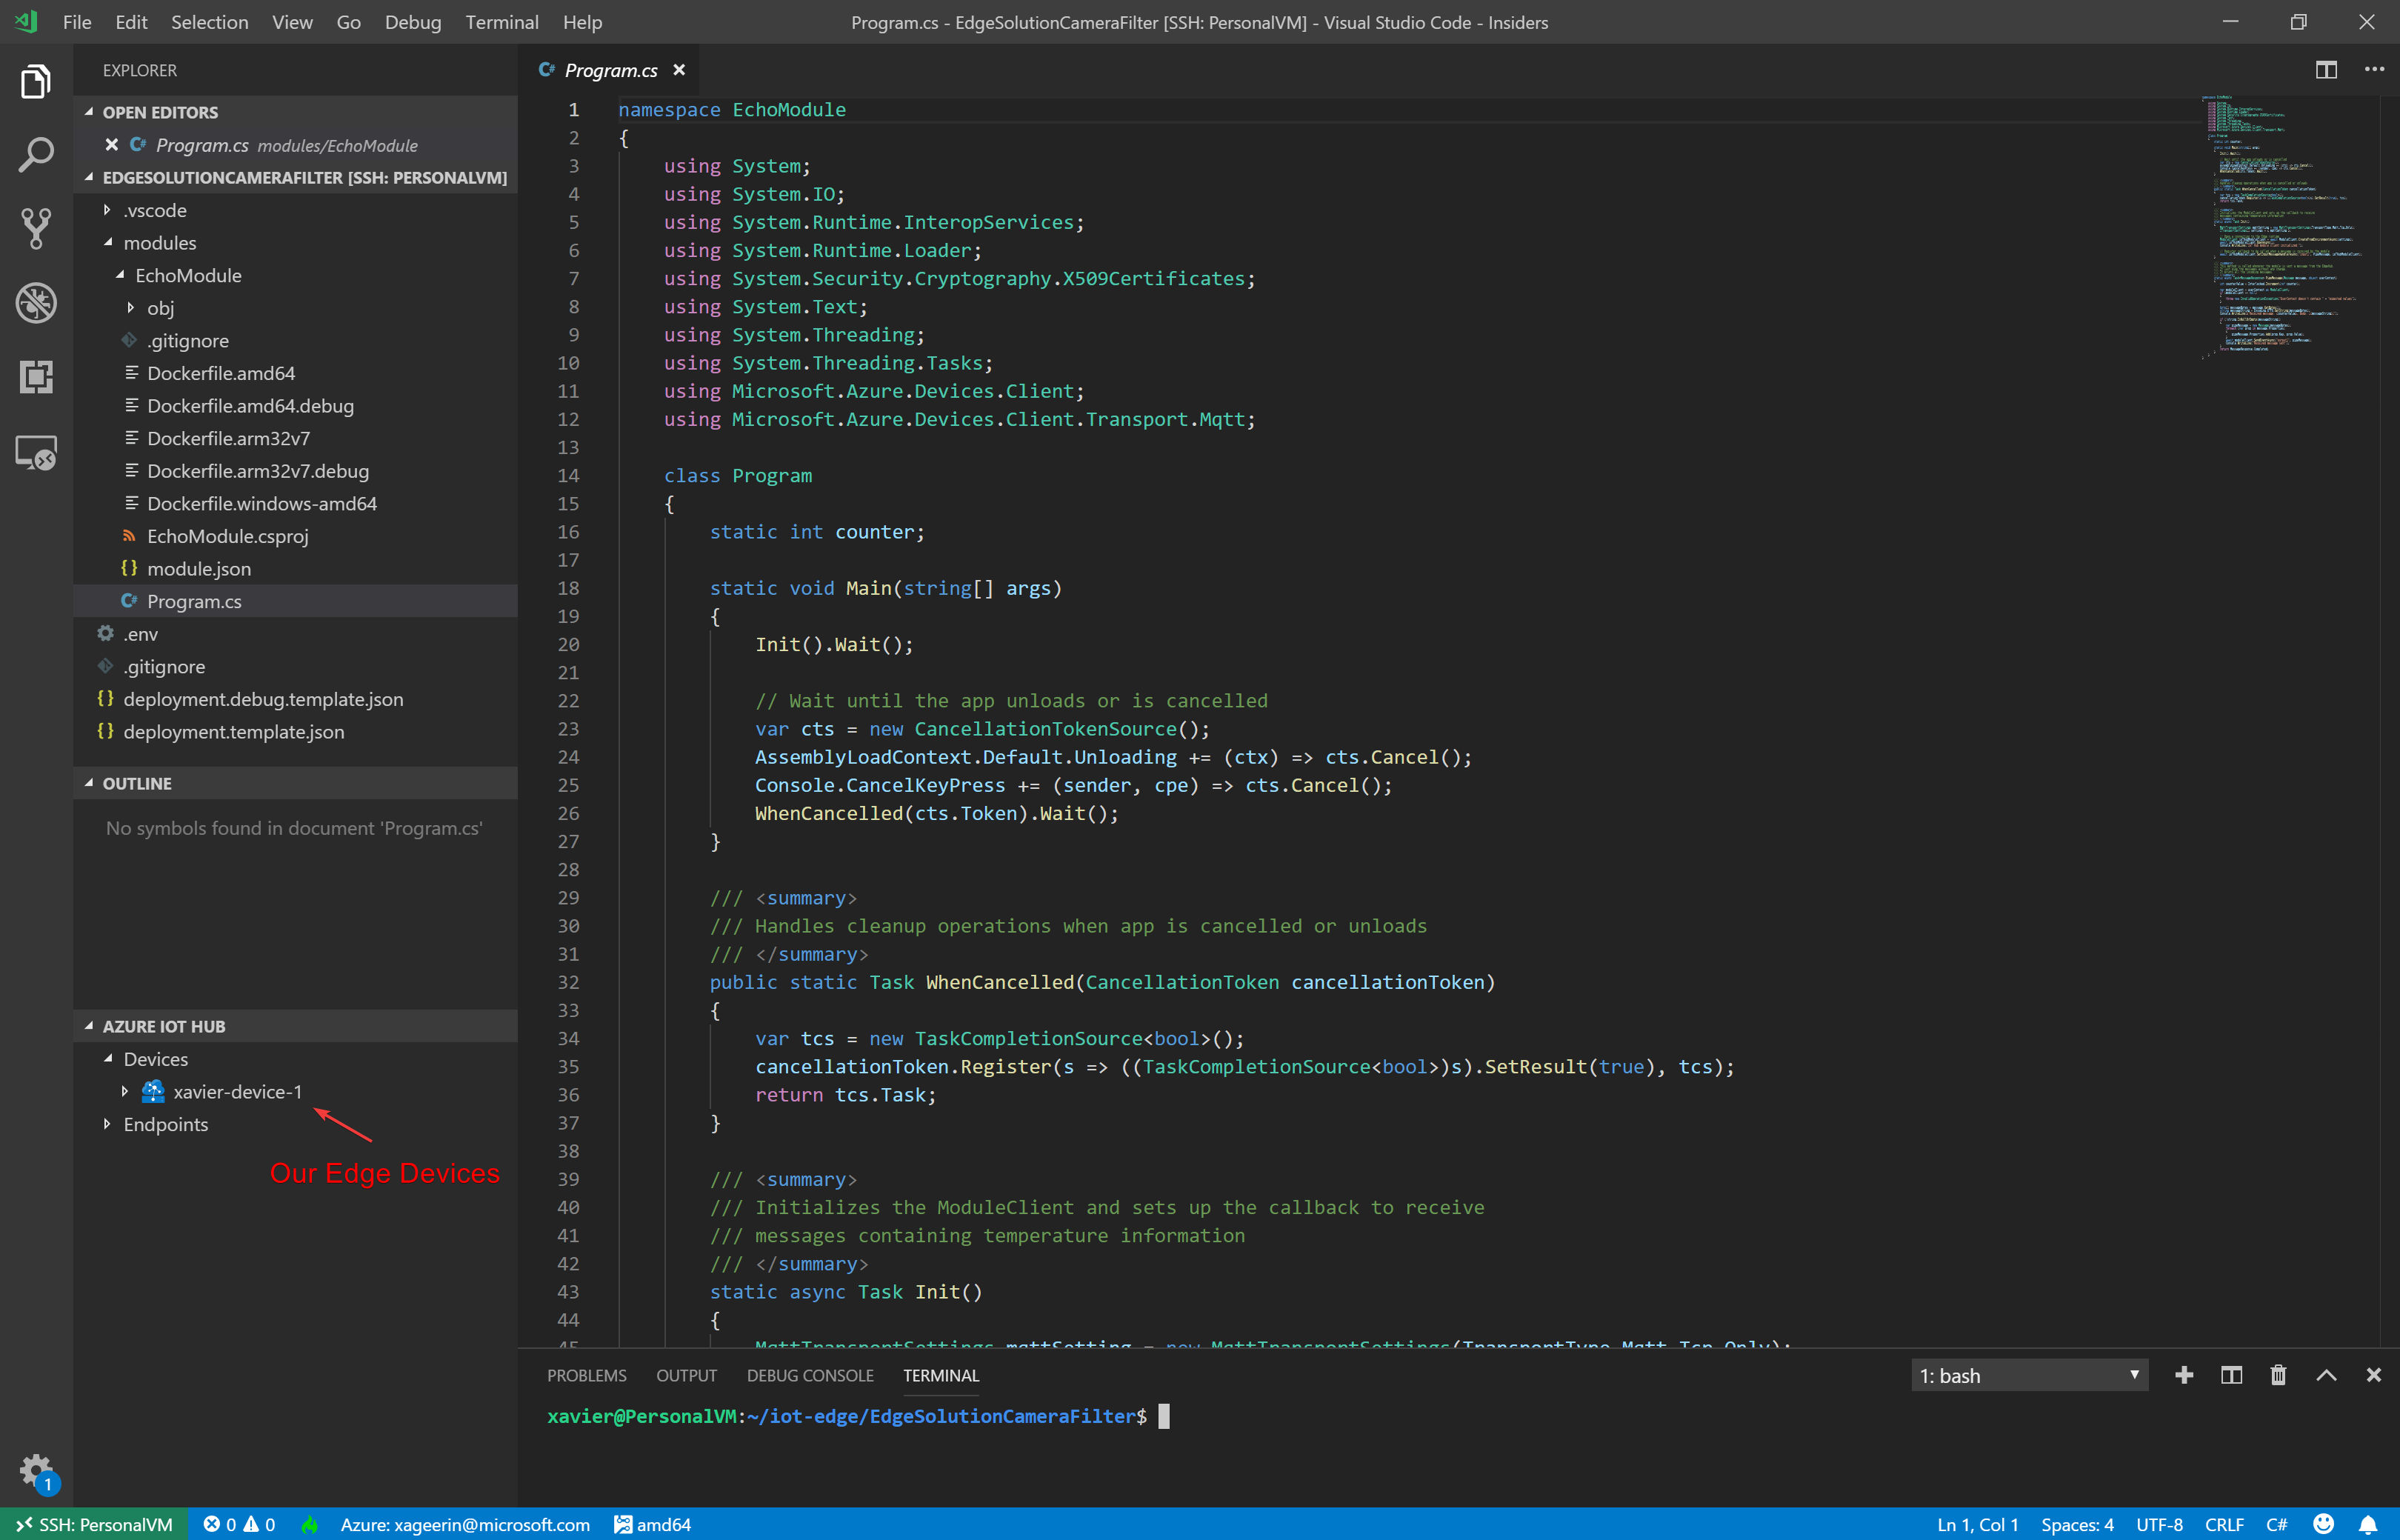 File Edit Selection View Go Debug Terminal Help
Program.cs - EdgeSolutionCameraFilter [SSH: PersonalVM] - Visual Studio Code - Insiders
EXPLORER
OPEN EDITORS
Program.cs modules/EchoModule
EDGESOLUTIONCAMERAFILTER [SSH: PERSONALVM]
.vscode
modules
EchoModule
obj
.gitignore
Dockerfile.amd64
Dockerfile.amd64.debug
Dockerfile.arm32v7
Dockerfile.arm32v7.debug
Dockerfile.windows-amd64
EchoModule.csproj
{} module.json
C# Program.cs
.env
.gitignore
{} deployment.debug.template.json
{} deployment.template.json
OUTLINE
No symbols found in document 'Program.cs'
AZURE IOT HUB
Devices
xavier-device-1
Endpoints
Our Edge Devices
1
C# Program.cs
1 namespace EchoModule
2 {
3 using System;
4 using System.IO;
5 using System.Runtime.InteropServices;
6 using System.Runtime.Loader;
7 using System.Security.Cryptography.X509Certificates;
8 using System.Text;
9 using System.Threading;
10 using System.Threading.Tasks;
11 using Microsoft.Azure.Devices.Client;
12 using Microsoft.Azure.Devices.Client.Transport.Mqtt;
13
14 class Program
15 {
16 static int counter;
17
18 static void Main(string[] args)
19 {
20 Init().Wait();
21
22 // Wait until the app unloads or is cancelled
23 var cts = new CancellationTokenSource();
24 AssemblyLoadContext.Default.Unloading += (ctx) => cts.Cancel();
25 Console.CancelKeyPress += (sender, cpe) => cts.Cancel();
26 WhenCancelled(cts.Token).Wait();
27 }
28
29 /// <summary>
30 /// Handles cleanup operations when app is cancelled or unloads
31 /// </summary>
32 public static Task WhenCancelled(CancellationToken cancellationToken)
33 {
34 var tcs = new TaskCompletionSource<bool>();
35 cancellationToken.Register(s => ((TaskCompletionSource<bool>)s).SetResult(true), tcs);
36 return tcs.Task;
37 }
38
39 /// <summary>
40 /// Initializes the ModuleClient and sets up the callback to receive
41 /// messages containing temperature information
42 /// </summary>
43 static async Task Init()
44 {
45 MqttTransportSettings mqttSetting = new MqttTransportSettings(TransportType.Mqtt_Tcp_Only);
PROBLEMS OUTPUT DEBUG CONSOLE TERMINAL 1: bash
xavier@PersonalVM:~/iot-edge/EdgeSolutionCameraFilter$
SSH: PersonalVM 0 0 Azure: xageerin@microsoft.com amd64 Ln 1, Col 1 Spaces: 4 UTF-8 CRLF C#